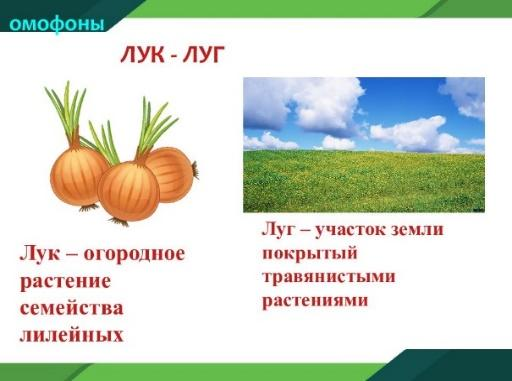 омофоны
ЛУК - ЛУГ
Лук – огородное
растение
семейства
лилейных
Луг – участок земли
покрытый
травянистыми
растениями